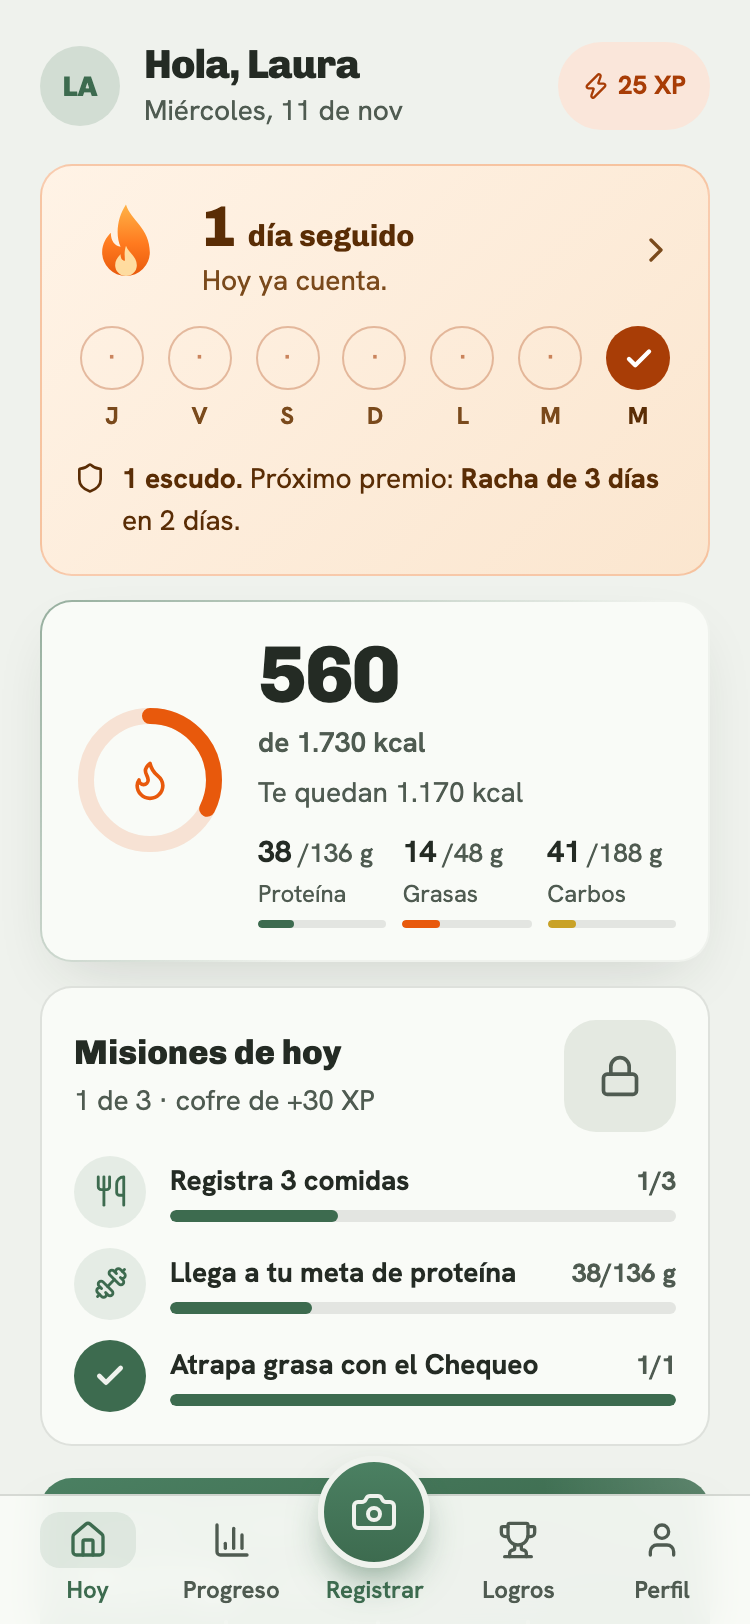 LA
Hola, Laura
Miércoles, 11 de nov
25 XP
1 día seguido
Hoy ya cuenta.
J V S D L M M
1 escudo. Próximo premio: Racha de 3 días
en 2 días.
560
de 1.730 kcal
Te quedan 1.170 kcal
38 /136 g 14 /48 g 41 /188 g
Proteína Grasas Carbos
Misiones de hoy
1 de 3 · cofre de +30 XP
Registra 3 comidas 1/3
Llega a tu meta de proteína 38/136 g
Atrapa grasa con el Chequeo 1/1
Hoy Progreso Registrar Logros Perfil